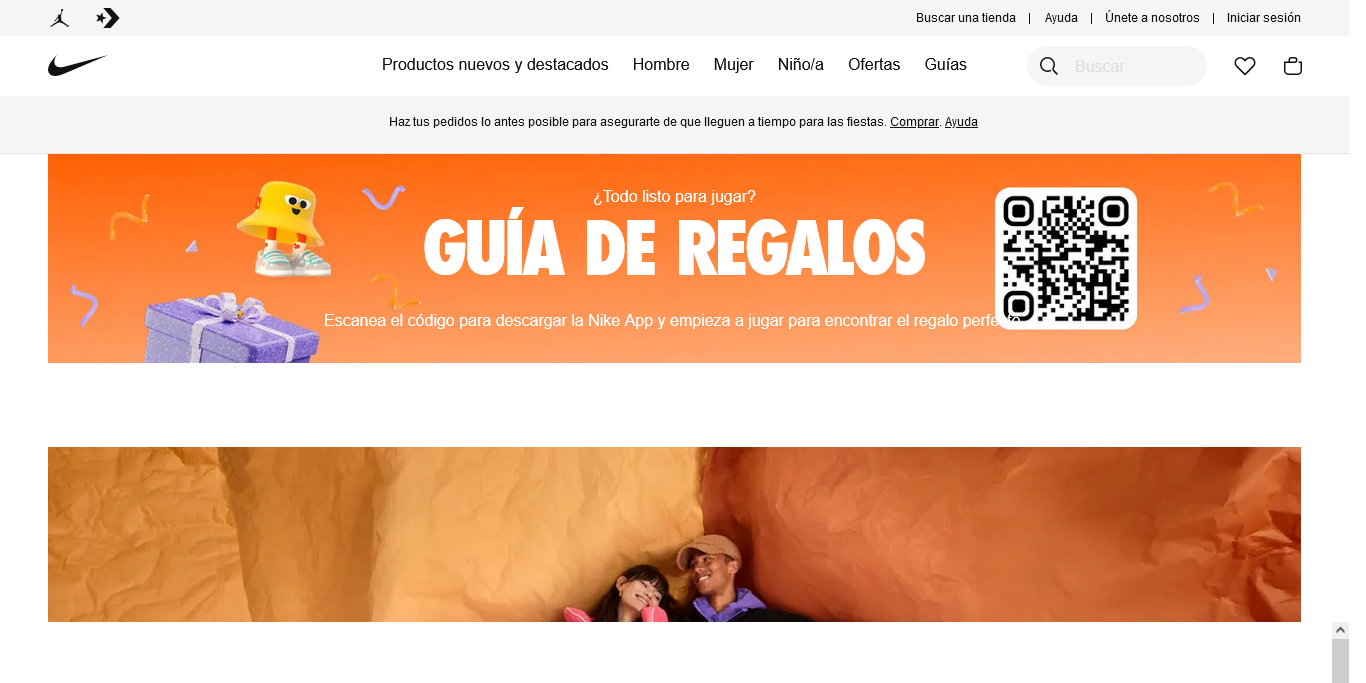 Buscar una tienda | Ayuda | Únete a nosotros | Iniciar sesión
Productos nuevos y destacados Hombre Mujer Niño/a Ofertas Guías Buscar
Haz tus pedidos lo antes posible para asegurarte de que lleguen a tiempo para las fiestas. Comprar. Ayuda
¿Todo listo para jugar?
GUÍA DE REGALOS
Escanea el código para descargar la Nike App y empieza a jugar para encontrar el regalo perfecto.